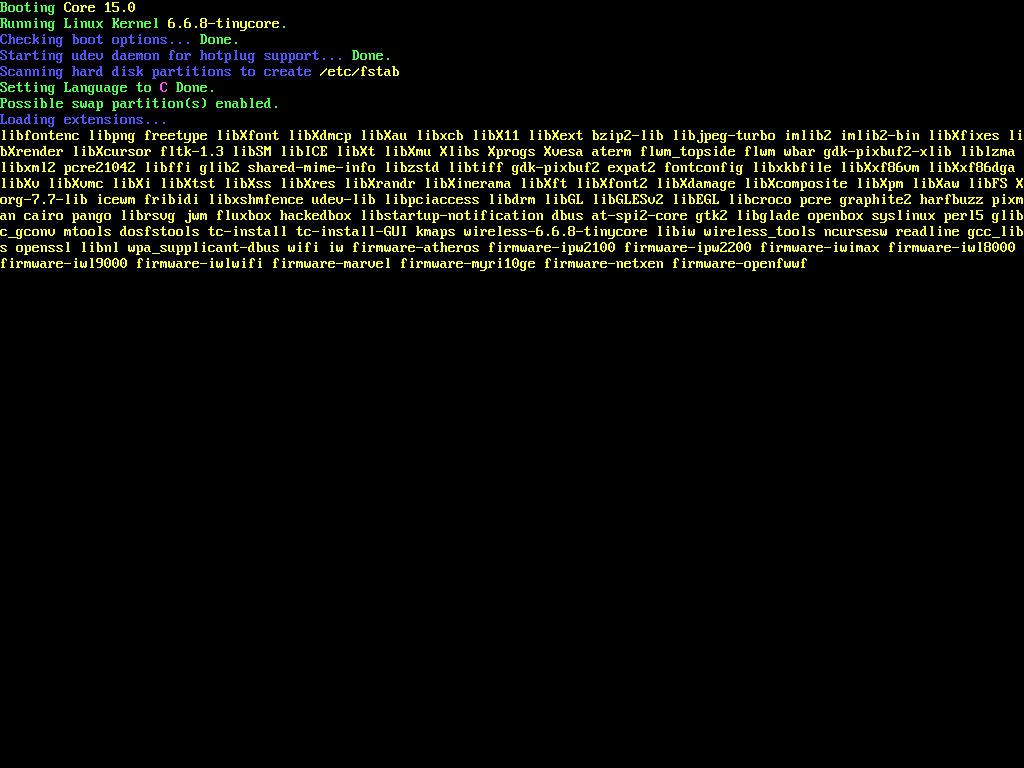 Booting Core 15.0
Running Linux Kernel 6.6.8-tinycore.
Checking boot options... Done.
Starting udev daemon for hotplug support... Done.
Scanning hard disk partitions to create /etc/fstab
Setting Language to C Done.
Possible swap partition(s) enabled.
Loading extensions...
libfontenc libpng freetype libXfont libXdmcp libXau libxcb libX11 libXext bzip2-lib libjpeg-turbo imlib2 imlib2-bin libXfixes li
bXrender libXcursor fltk-1.3 libSM libICE libXt libXmu Xlibs Xprogs Xvesa aterm flwm_topside flwm wbar gdk-pixbuf2-xlib liblzma
libxml2 pcre21042 libffi glib2 shared-mime-info libzstd libtiff gdk-pixbuf2 expat2 fontconfig libxkbfile libXxf86vm libXxf86dga
libXv libXvmc libXi libXtst libXss libXres libXrandr libXinerama libXft libXfont2 libXdamage libXcomposite libXpm libXaw libFS X
org-7.7-lib icewm fribidi libxshmfence udev-lib libpciaccess libdrm libGL libGLESv2 libEGL libcroco pcre graphite2 harfbuzz pixm
an cairo pango librsvg jwm fluxbox hackedbox libstartup-notification dbus at-spi2-core gtk2 libglade openbox syslinux perl5 glib
c_gconv mtools dosfstools tc-install tc-install-GUI kmaps wireless-6.6.8-tinycore libiw wireless_tools ncursesw readline gcc_lib
s openssl libnl wpa_supplicant-dbus wifi iw firmware-atheros firmware-ipw2100 firmware-ipw2200 firmware-iwimax firmware-iwl8000
firmware-iwl9000 firmware-iwlwifi firmware-marvel firmware-myri10ge firmware-netxen firmware-openfwwf